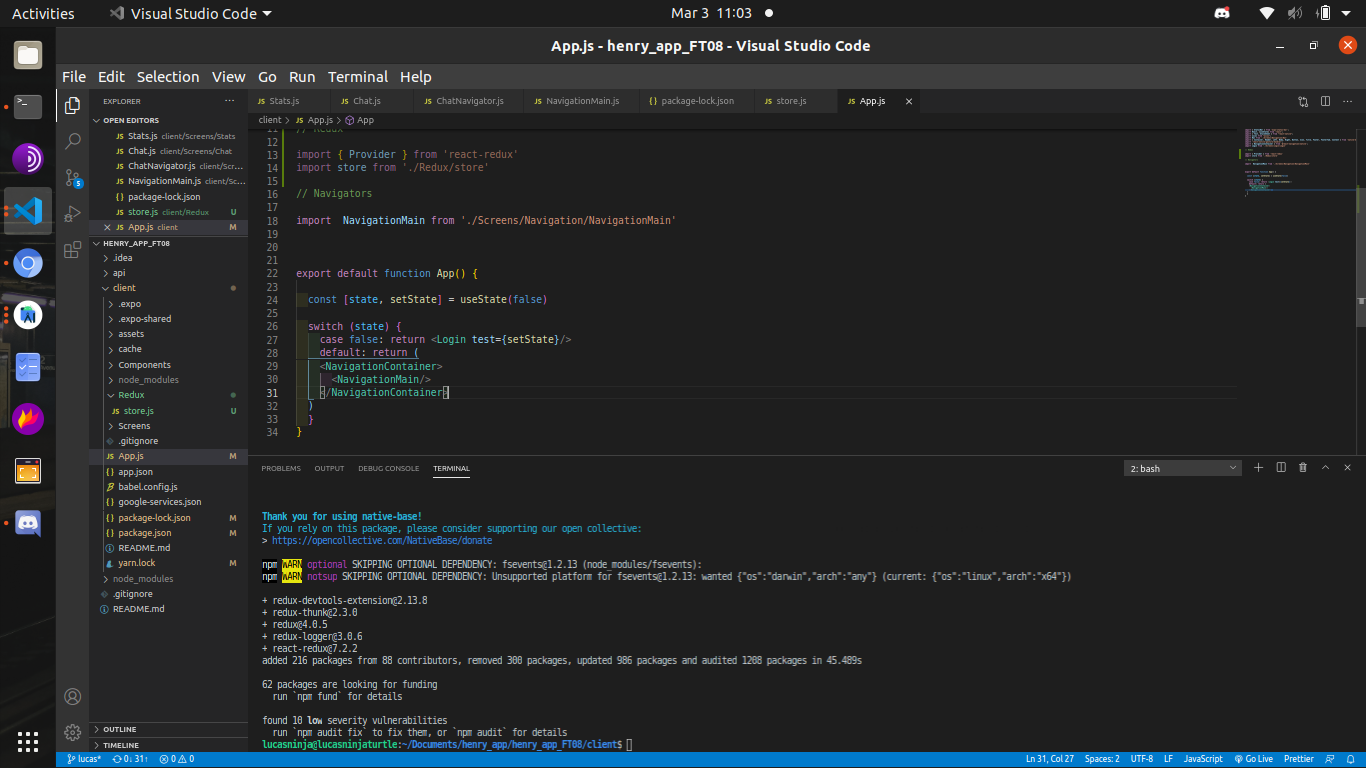 Activities
Visual Studio Code
Mar 3 11:03
App.js - henry_app_FT08 - Visual Studio Code
File Edit Selection View Go Run Terminal Help
EXPLORER
Stats.js
Chat.js
ChatNavigator.js
NavigationMain.js
package-lock.json
store.js
App.js
client > App.js > App
OPEN EDITORS
Stats.js client/Screens/Stats
Chat.js client/Screens/Chat
ChatNavigator.js client/Scr...
NavigationMain.js client/Sc...
package-lock.json
store.js client/Redux U
App.js client M
HENRY_APP_FT08
.idea
api
client
.expo
.expo-shared
assets
cache
Components
node_modules
Redux
store.js U
Screens
.gitignore
App.js M
app.json
babel.config.js
google-services.json
package-lock.json M
package.json M
README.md
yarn.lock M
node_modules
.gitignore
README.md
OUTLINE
TIMELINE
11 // Redux
12
13 import { Provider } from 'react-redux'
14 import store from './Redux/store'
15
16 // Navigators
17
18 import  NavigationMain from './Screens/Navigation/NavigationMain'
19
20
21
22 export default function App() {
23
24 const [state, setState] = useState(false)
25
26 switch (state) {
27 case false: return <Login test={setState}/>
28 default: return (
29 <NavigationContainer>
30 <NavigationMain/>
31 </NavigationContainer>
32 )
33 }
34 }
PROBLEMS OUTPUT DEBUG CONSOLE TERMINAL
2: bash
Thank you for using native-base!
If you rely on this package, please consider supporting our open collective:
> https://opencollective.com/NativeBase/donate
npm WARN optional SKIPPING OPTIONAL DEPENDENCY: fsevents@1.2.13 (node_modules/fsevents):
npm WARN notsup SKIPPING OPTIONAL DEPENDENCY: Unsupported platform for fsevents@1.2.13: wanted {"os":"darwin","arch":"any"} (current: {"os":"linux","arch":"x64"})
+ redux-devtools-extension@2.13.8
+ redux-thunk@2.3.0
+ redux@4.0.5
+ redux-logger@3.0.6
+ react-redux@7.2.2
added 216 packages from 88 contributors, removed 300 packages, updated 986 packages and audited 1208 packages in 45.489s
62 packages are looking for funding
run `npm fund` for details
found 10 low severity vulnerabilities
run `npm audit fix` to fix them, or `npm audit` for details
lucasninja@lucasninjaturtle:~/Documents/henry_app/henry_app_FT08/client$
5
lucas*
0↓ 31↑
0
0
Ln 31, Col 27
Spaces: 2
UTF-8
LF
JavaScript
Go Live
Prettier